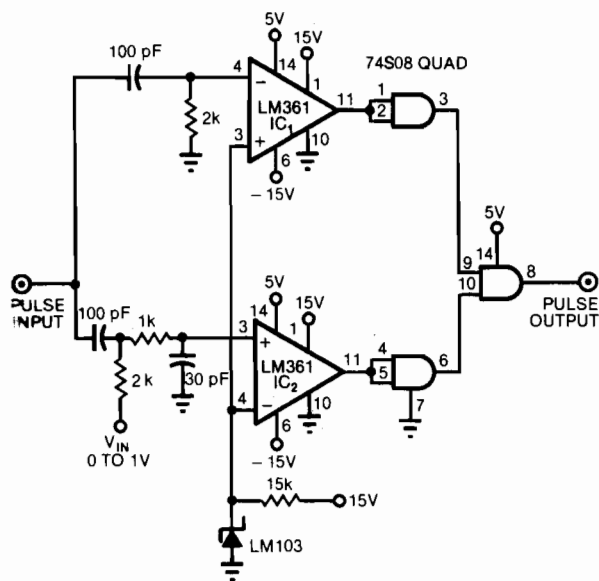 5V
15V
100 pF
74S08 QUAD
14
1
4
−
LM361
IC1
11
1
2
3
2k
3
+
10
6
− 15V
5V
14
5V
15V
9
10
8
PULSE
INPUT
PULSE
OUTPUT
100 pF
1k
14
1
3
+
LM361
IC2
11
4
5
6
30 pF
2k
4
−
10
7
6
VIN
0 TO 1V
− 15V
15k
15V
LM103